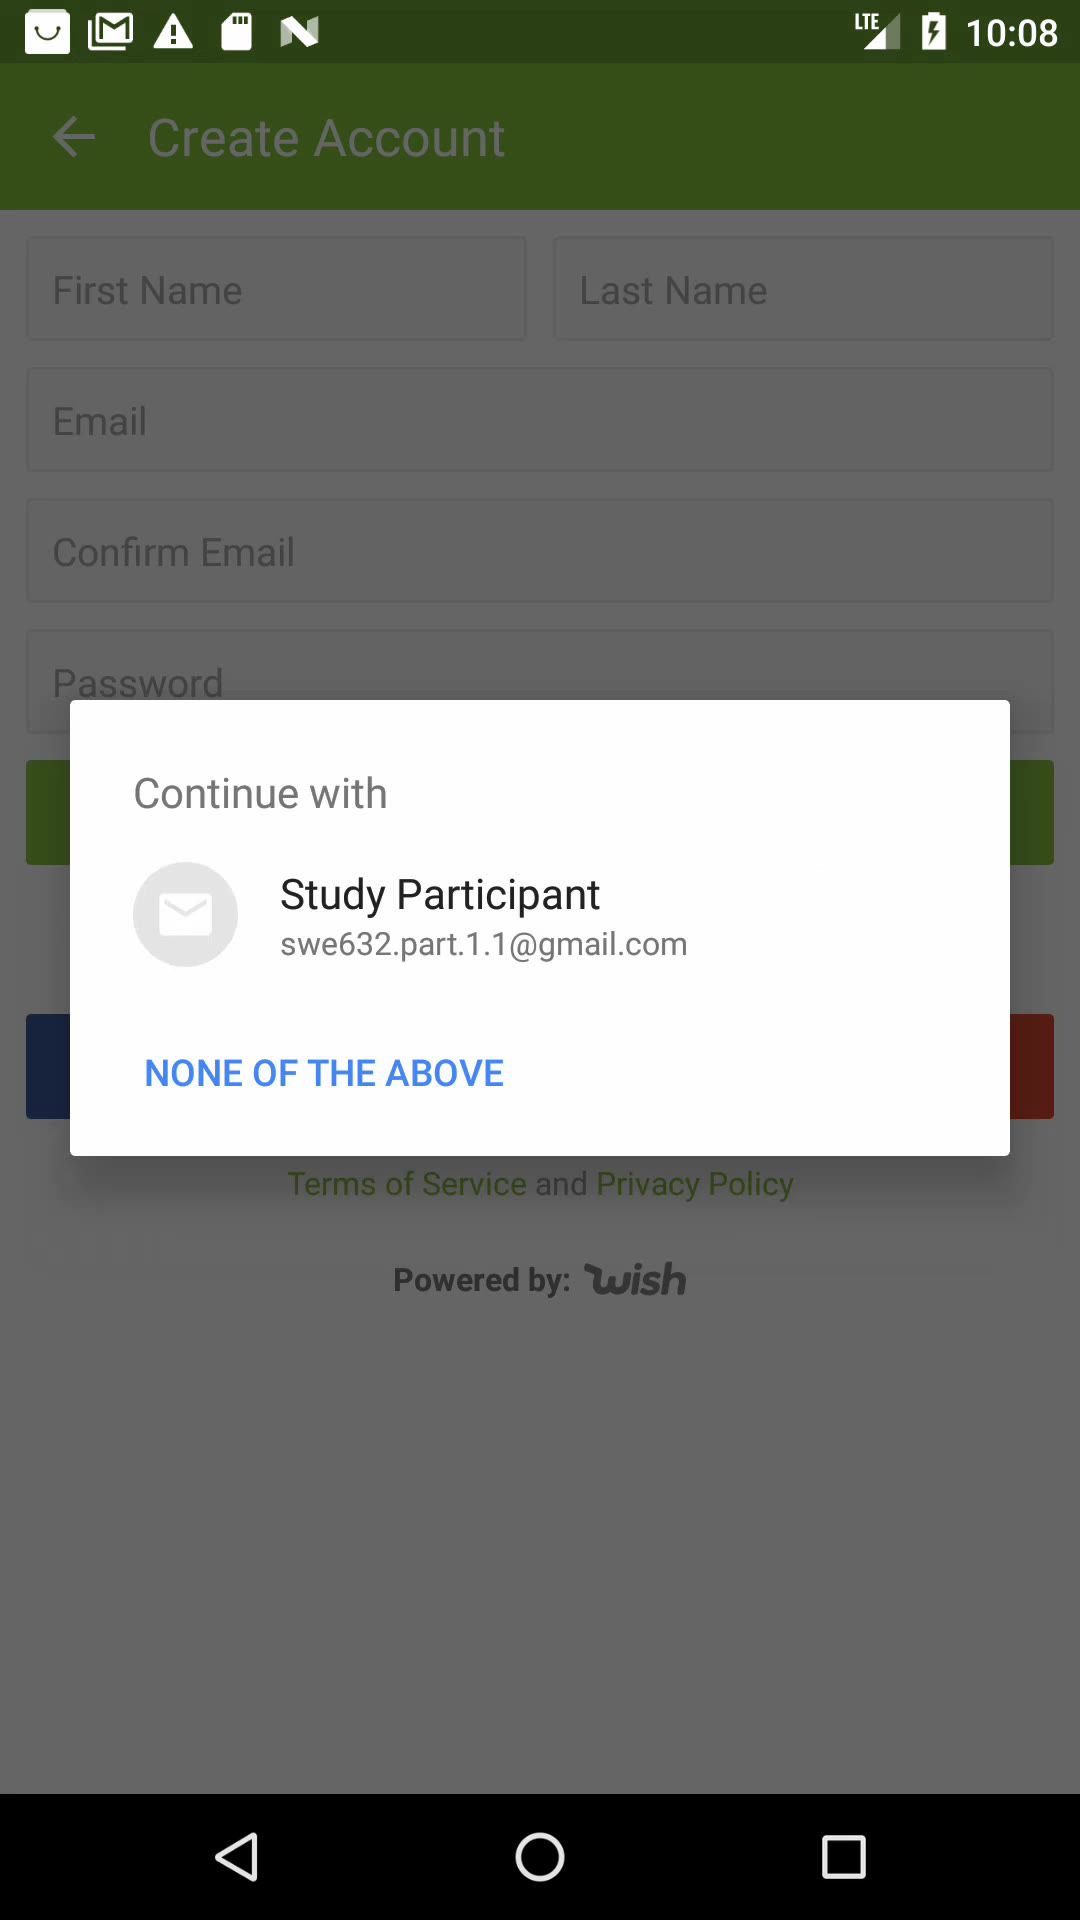 LTE 10:08
Create Account
First Name Last Name
Email
Confirm Email
Password
Continue with
Study Participant
swe632.part.1.1@gmail.com
NONE OF THE ABOVE
Terms of Service and Privacy Policy
Powered by: wish